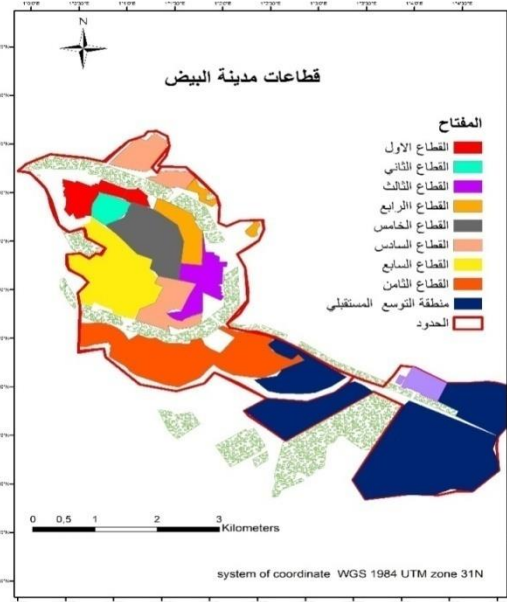 N
قطاعات مدينة البيض
المفتاح
القطاع الاول
القطاع الثاني
القطاع الثالث
القطاع االرابع
القطاع الخامس
القطاع السادس
القطاع السابع
القطاع الثامن
منطقة التوسع المستقبلي
الحدود
0 0,5 1 2 3
Kilometers
system of coordinate WGS 1984 UTM zone 31N